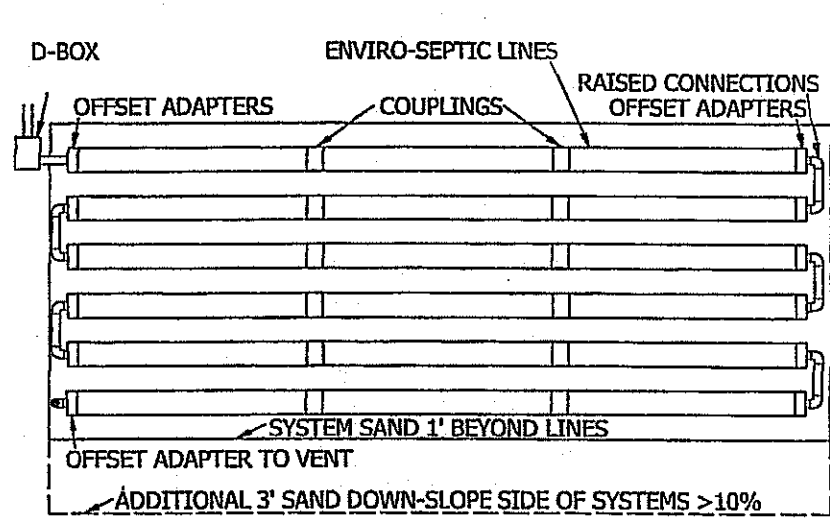 D-BOX
ENVIRO-SEPTIC LINES
RAISED CONNECTIONS
OFFSET ADAPTERS
COUPLINGS
OFFSET ADAPTERS
SYSTEM SAND 1' BEYOND LINES
OFFSET ADAPTER TO VENT
ADDITIONAL 3' SAND DOWN-SLOPE SIDE OF SYSTEMS >10%